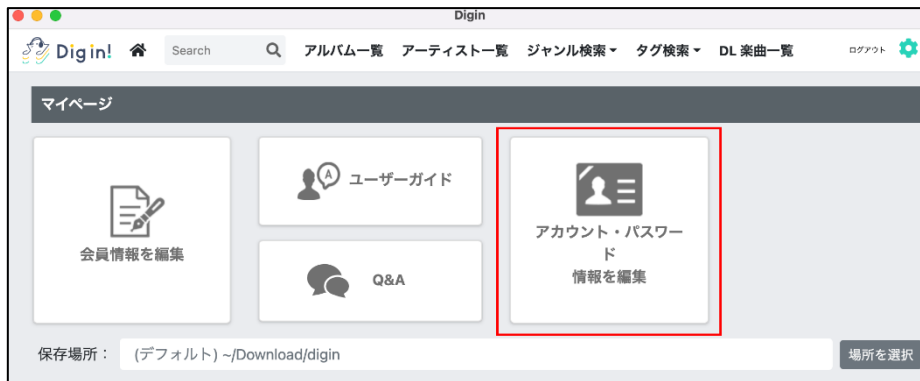 Digin
Digin! Search アルバム一覧 アーティスト一覧 ジャンル検索 タグ検索 DL 楽曲一覧 ログアウト
マイページ
会員情報を編集
A ユーザーガイド
Q&A
アカウント・パスワー
ド
情報を編集
保存場所： (デフォルト) ~/Download/digin 場所を選択